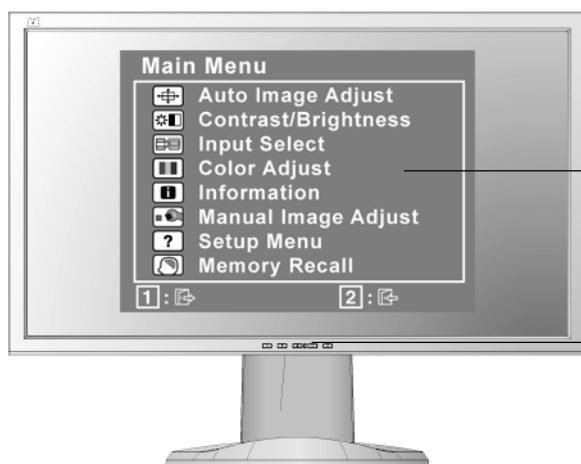 Main Menu
Auto Image Adjust
Contrast/Brightness
Input Select
Color Adjust
Information
Manual Image Adjust
? Setup Menu
Memory Recall
1 : 2 :